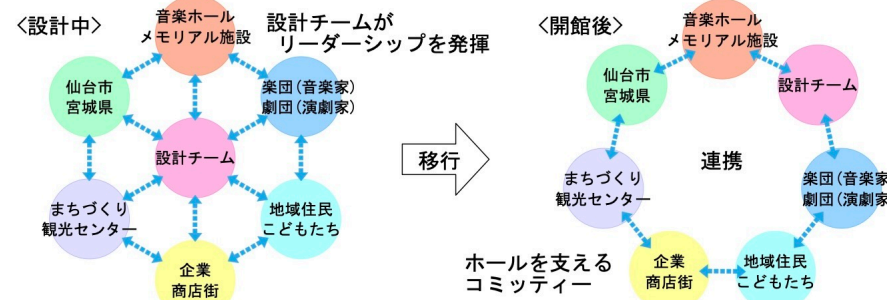 〈設計中〉
音楽ホール
メモリアル施設
設計チームが
リーダーシップを発揮
仙台市
宮城県
楽団(音楽家)
劇団(演劇家)
設計チーム
まちづくり
観光センター
地域住民
こどもたち
企業
商店街
移行
〈開館後〉
音楽ホール
メモリアル施設
仙台市
宮城県
設計チーム
連携
まちづくり
観光センター
楽団(音楽家
劇団(演劇家
ホールを支える
コミッティー
企業
商店街
地域住民
こどもたち